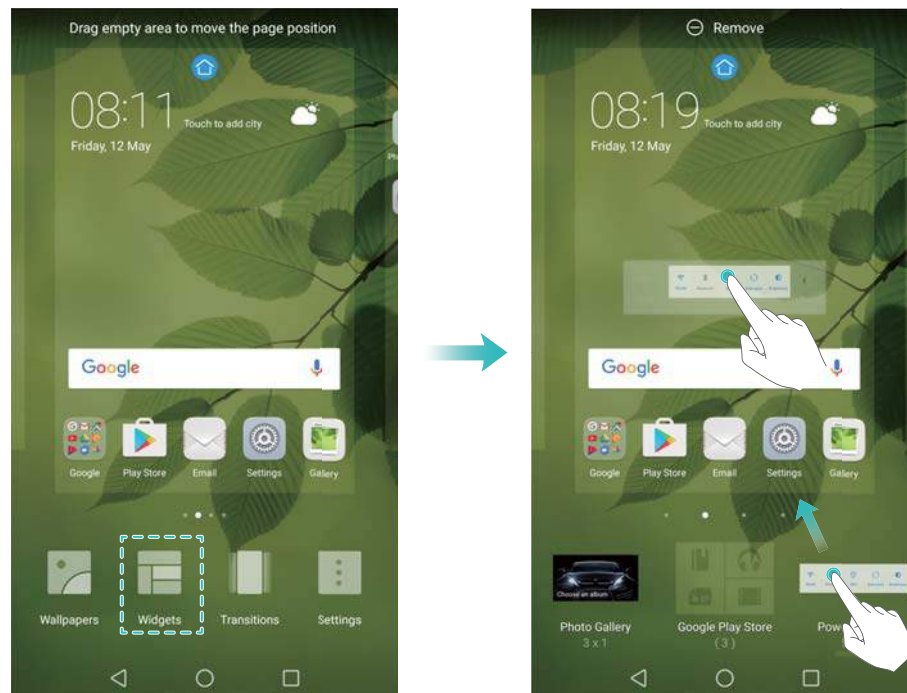 Drag empty area to move the page position
08:11
Touch to add city
Friday, 12 May
Google
Google
Play Store
Email
Settings
Gallery
Wallpapers
Widgets
Transitions
Settings
Remove
08:19
Touch to add city
Friday, 12 May
Google
Google
Play Store
Email
Settings
Gallery
Choose an album
Photo Gallery
3 x 1
Google Play Store
(3)